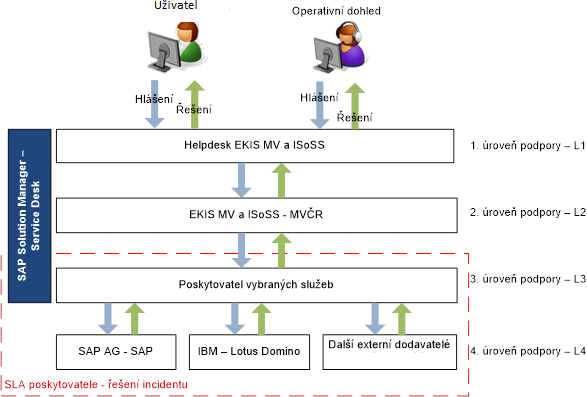 Uživatel
Operativní dohled
Hlášení
Řešení
Hlášení
Řešení
SAP Solution Manager –
Service Desk
Helpdesk EKIS MV a ISoSS
1. úroveň podpory – L1
EKIS MV a ISoSS - MVČR
2. úroveň podpory – L2
Poskytovatel vybraných služeb
3. úroveň podpory – L3
SAP AG - SAP
IBM – Lotus Domino
Další externí dodavatelé
4. úroveň podpory – L4
SLA poskytovatele - řešení incidentu